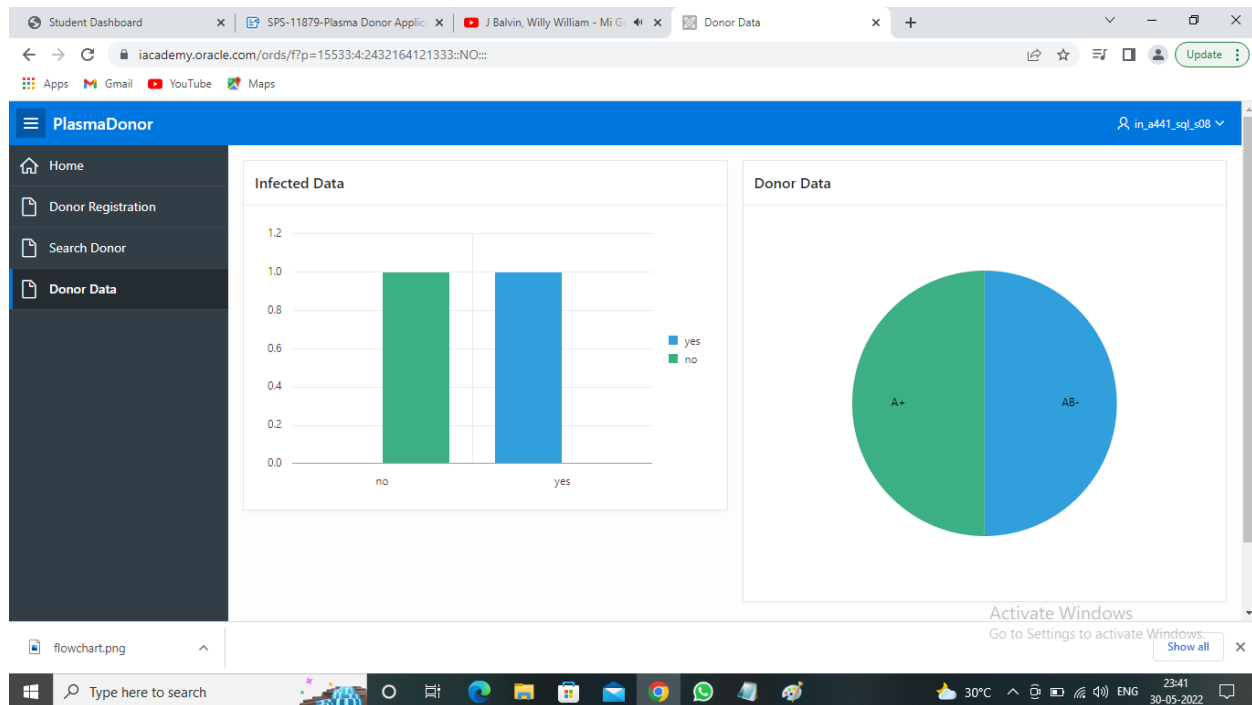 Student Dashboard
SPS-11879-Plasma Donor Applic
J Balvin, Willy William - Mi G
Donor Data
iacademy.oracle.com/ords/f?p=15533:4:2432164121333::NO:::
Update
Apps Gmail YouTube Maps
PlasmaDonor
in_a441_sql_s08
Home
Donor Registration
Search Donor
Donor Data
Infected Data
1.2
1.0
0.8
0.6
0.4
0.2
0.0
no yes
yes
no
Donor Data
A+ AB-
Activate Windows
Go to Settings to activate Windows.
flowchart.png
Show all
Type here to search
30°C
ENG
23:41
30-05-2022